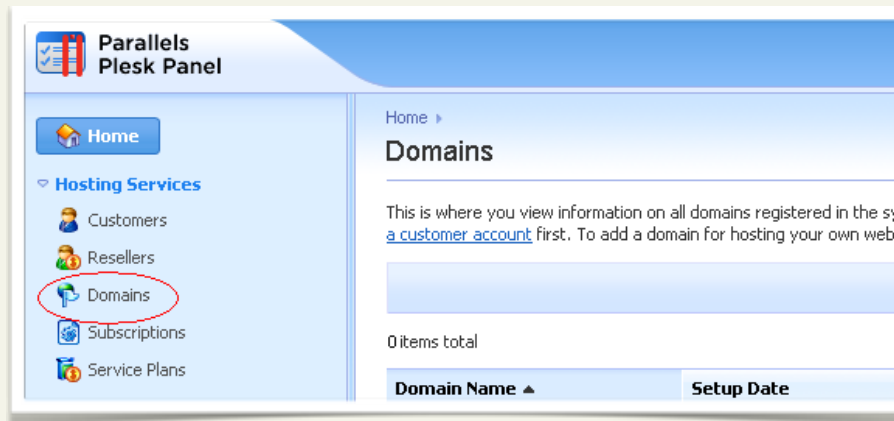 Parallels
Plesk Panel
Home
Hosting Services
Customers
Resellers
Domains
Subscriptions
Service Plans
Home
Domains
This is where you view information on all domains registered in the sy
a customer account first. To add a domain for hosting your own web
0 items total
Domain Name
Setup Date